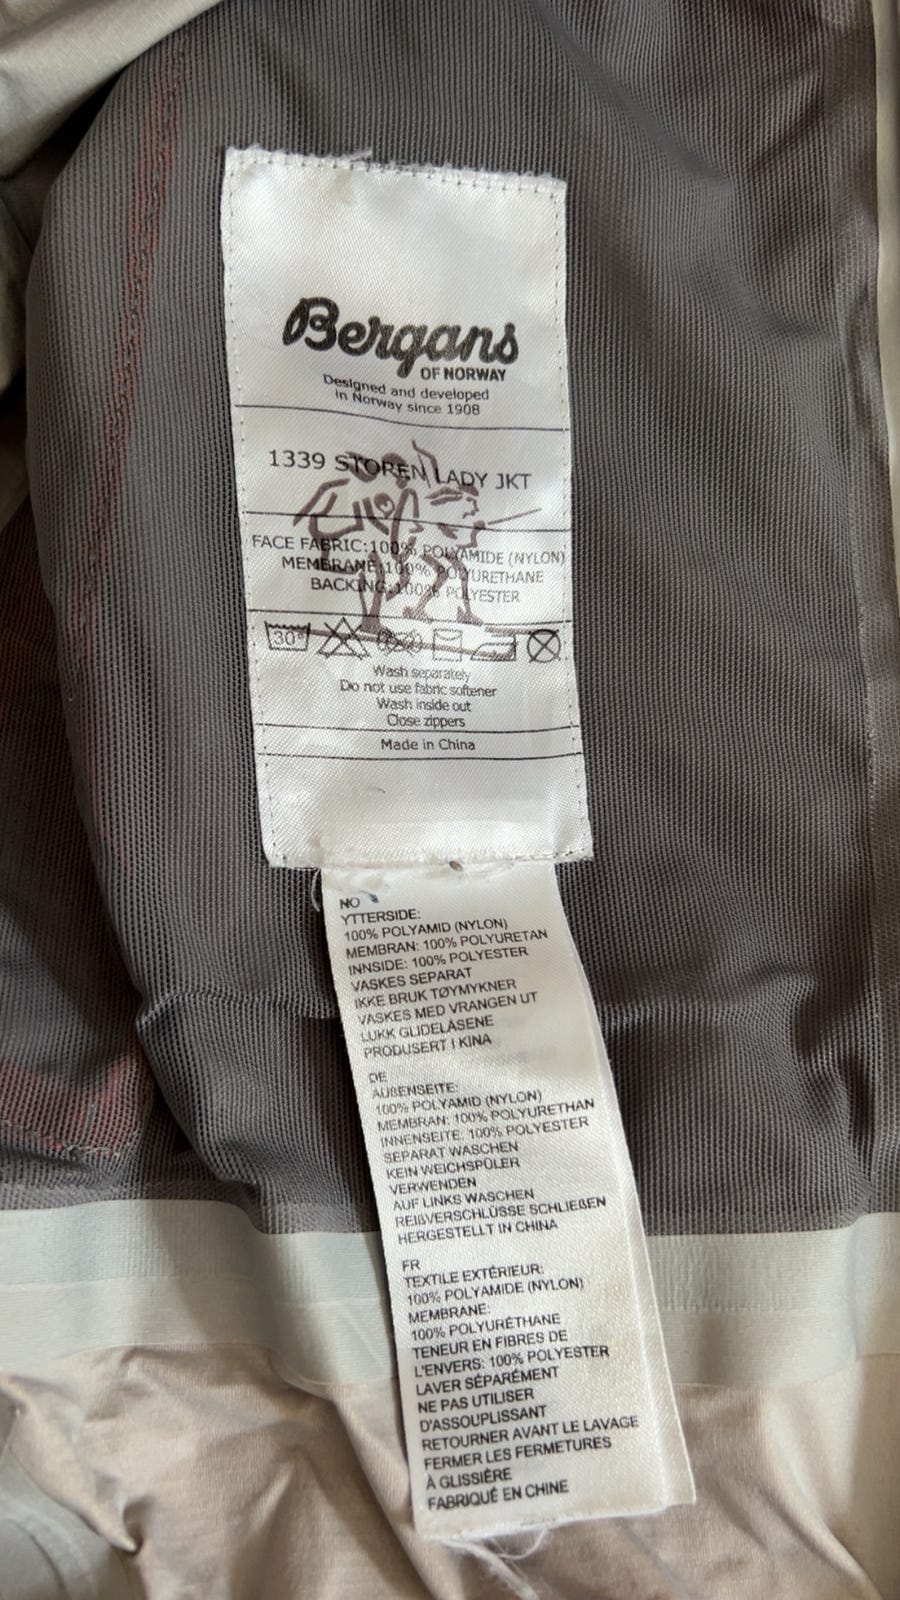 Bergans
OF NORWAY
Designed and developed
in Norway since 1908
1339 STOREN LADY JKT
FACE FABRIC:100% POLYAMIDE (NYLON)
MEMBRANE:100% POLYURETHANE
BACKING:100% POLYESTER
30°
Wash separately
Do not use fabric softener
Wash inside out
Close zippers
Made in China
NO
YTTERSIDE:
100% POLYAMID (NYLON)
MEMBRAN: 100% POLYURETAN
INNSIDE: 100% POLYESTER
VASKES SEPARAT
IKKE BRUK TØYMYKNER
VASKES MED VRANGEN UT
LUKK GLIDELÅSENE
PRODUSERT I KINA
DE
AUßENSEITE:
100% POLYAMID (NYLON)
MEMBRAN: 100% POLYURETHAN
INNENSEITE: 100% POLYESTER
SEPARAT WASCHEN
KEIN WEICHSPÜLER
VERWENDEN
AUF LINKS WASCHEN
REIßVERSCHLÜSSE SCHLIEßEN
HERGESTELLT IN CHINA
FR
TEXTILE EXTÉRIEUR:
100% POLYAMIDE (NYLON)
MEMBRANE:
100% POLYURÉTHANE
TENEUR EN FIBRES DE
L'ENVERS: 100% POLYESTER
LAVER SÉPARÉMENT
NE PAS UTILISER
D'ASSOUPLISSANT
RETOURNER AVANT LE LAVAGE
FERMER LES FERMETURES
À GLISSIÈRE
FABRIQUÉ EN CHINE